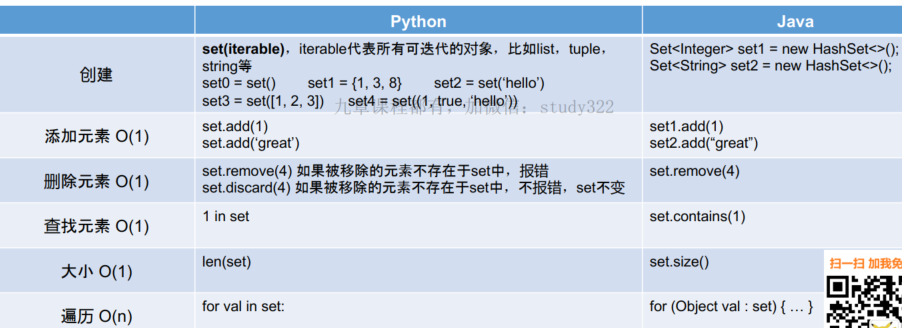 Python
Java
创建
set(iterable)，iterable代表所有可迭代的对象，比如list，tuple，
string等
set0 = set() set1 = {1, 3, 8} set2 = set(‘hello’)
set3 = set([1, 2, 3]) set4 = set((1, true, ‘hello’))
Set<Integer> set1 = new HashSet<>();
Set<String> set2 = new HashSet<>();
九章课程都有，加微信：study322
添加元素 O(1)
set.add(1)
set.add(‘great’)
set1.add(1)
set2.add(“great”)
删除元素 O(1)
set.remove(4) 如果被移除的元素不存在于set中，报错
set.discard(4) 如果被移除的元素不存在于set中，不报错，set不变
set.remove(4)
查找元素 O(1)
1 in set
set.contains(1)
大小 O(1)
len(set)
set.size()
扫一扫 加我免
遍历 O(n)
for val in set:
for (Object val : set) { … }